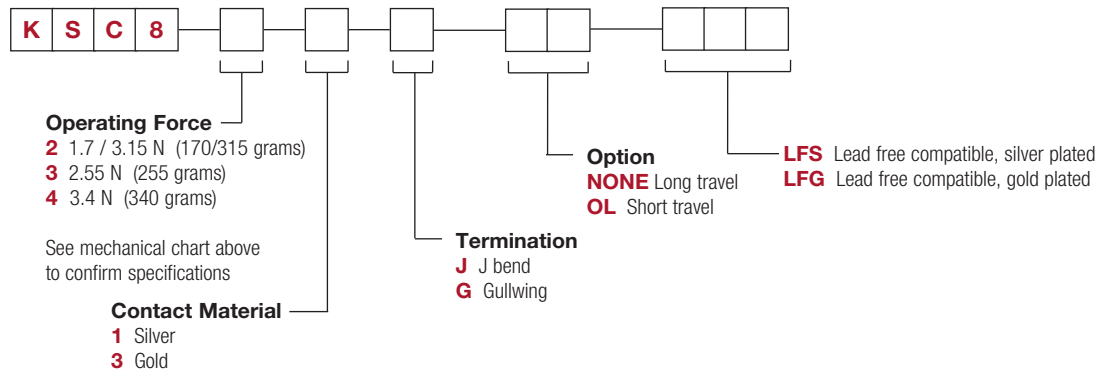 K S C 8
Operating Force
2 1.7 / 3.15 N (170/315 grams)
3 2.55 N (255 grams)
4 3.4 N (340 grams)
See mechanical chart above
to confirm specifications
Contact Material
1 Silver
3 Gold
Termination
J J bend
G Gullwing
Option
NONE Long travel
OL Short travel
LFS Lead free compatible, silver plated
LFG Lead free compatible, gold plated